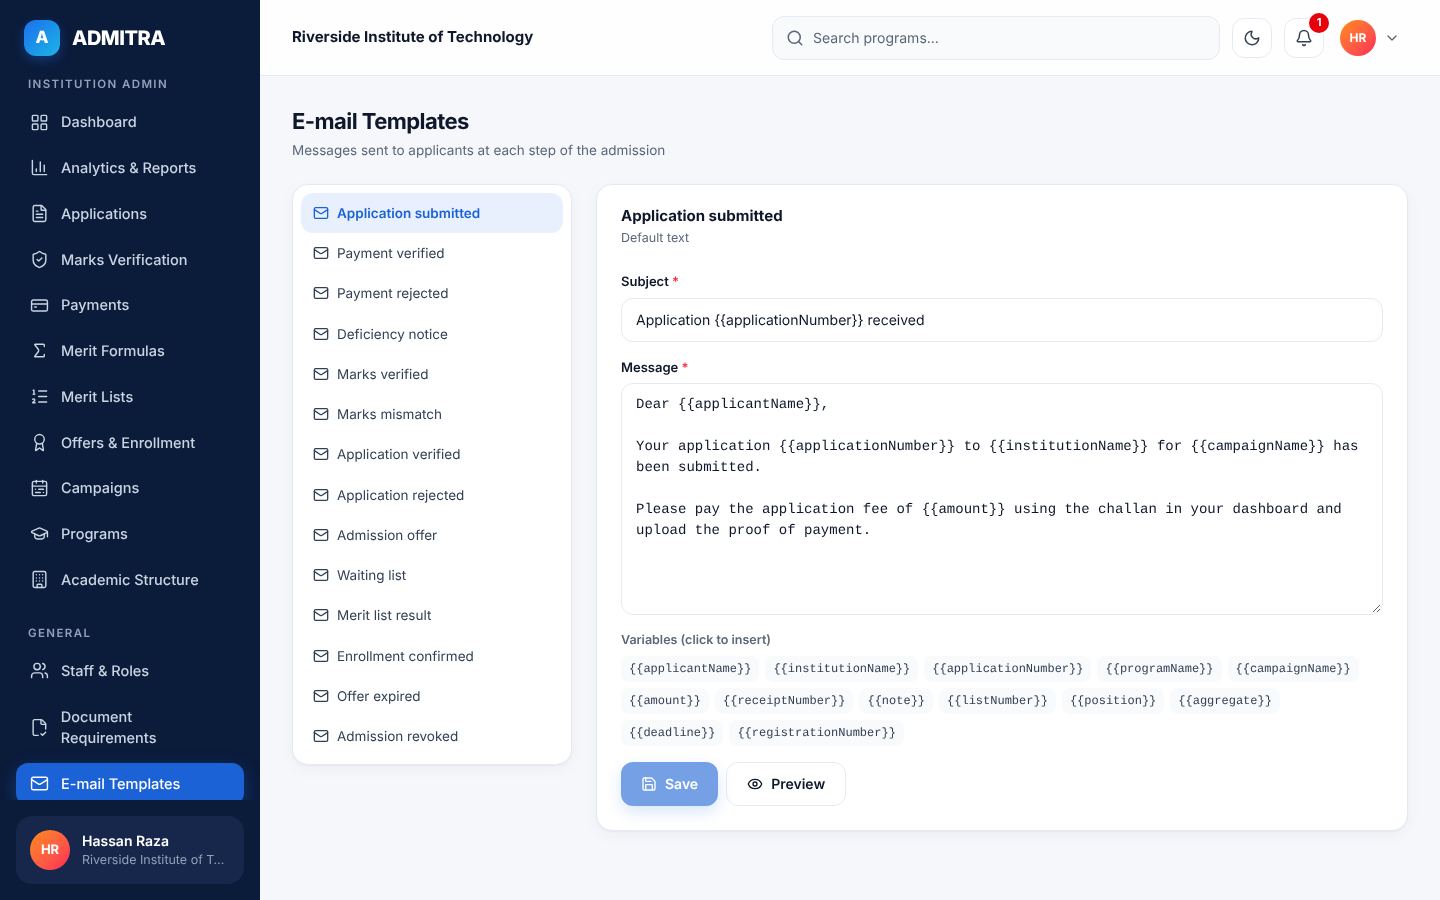 A ADMITRA
INSTITUTION ADMIN
Dashboard
Analytics & Reports
Applications
Marks Verification
Payments
Merit Formulas
Merit Lists
Offers & Enrollment
Campaigns
Programs
Academic Structure
GENERAL
Staff & Roles
Document
Requirements
E-mail Templates
HR
Hassan Raza
Riverside Institute of T...
Riverside Institute of Technology
Search programs...
1
HR
E-mail Templates
Messages sent to applicants at each step of the admission
Application submitted
Payment verified
Payment rejected
Deficiency notice
Marks verified
Marks mismatch
Application verified
Application rejected
Admission offer
Waiting list
Merit list result
Enrollment confirmed
Offer expired
Admission revoked
Application submitted
Default text
Subject *
Application {{applicationNumber}} received
Message *
Dear {{applicantName}},
Your application {{applicationNumber}} to {{institutionName}} for {{campaignName}} has
been submitted.
Please pay the application fee of {{amount}} using the challan in your dashboard and
upload the proof of payment.
Variables (click to insert)
{{applicantName}} {{institutionName}} {{applicationNumber}} {{programName}} {{campaignName}}
{{amount}} {{receiptNumber}} {{note}} {{listNumber}} {{position}} {{aggregate}}
{{deadline}} {{registrationNumber}}
Save Preview